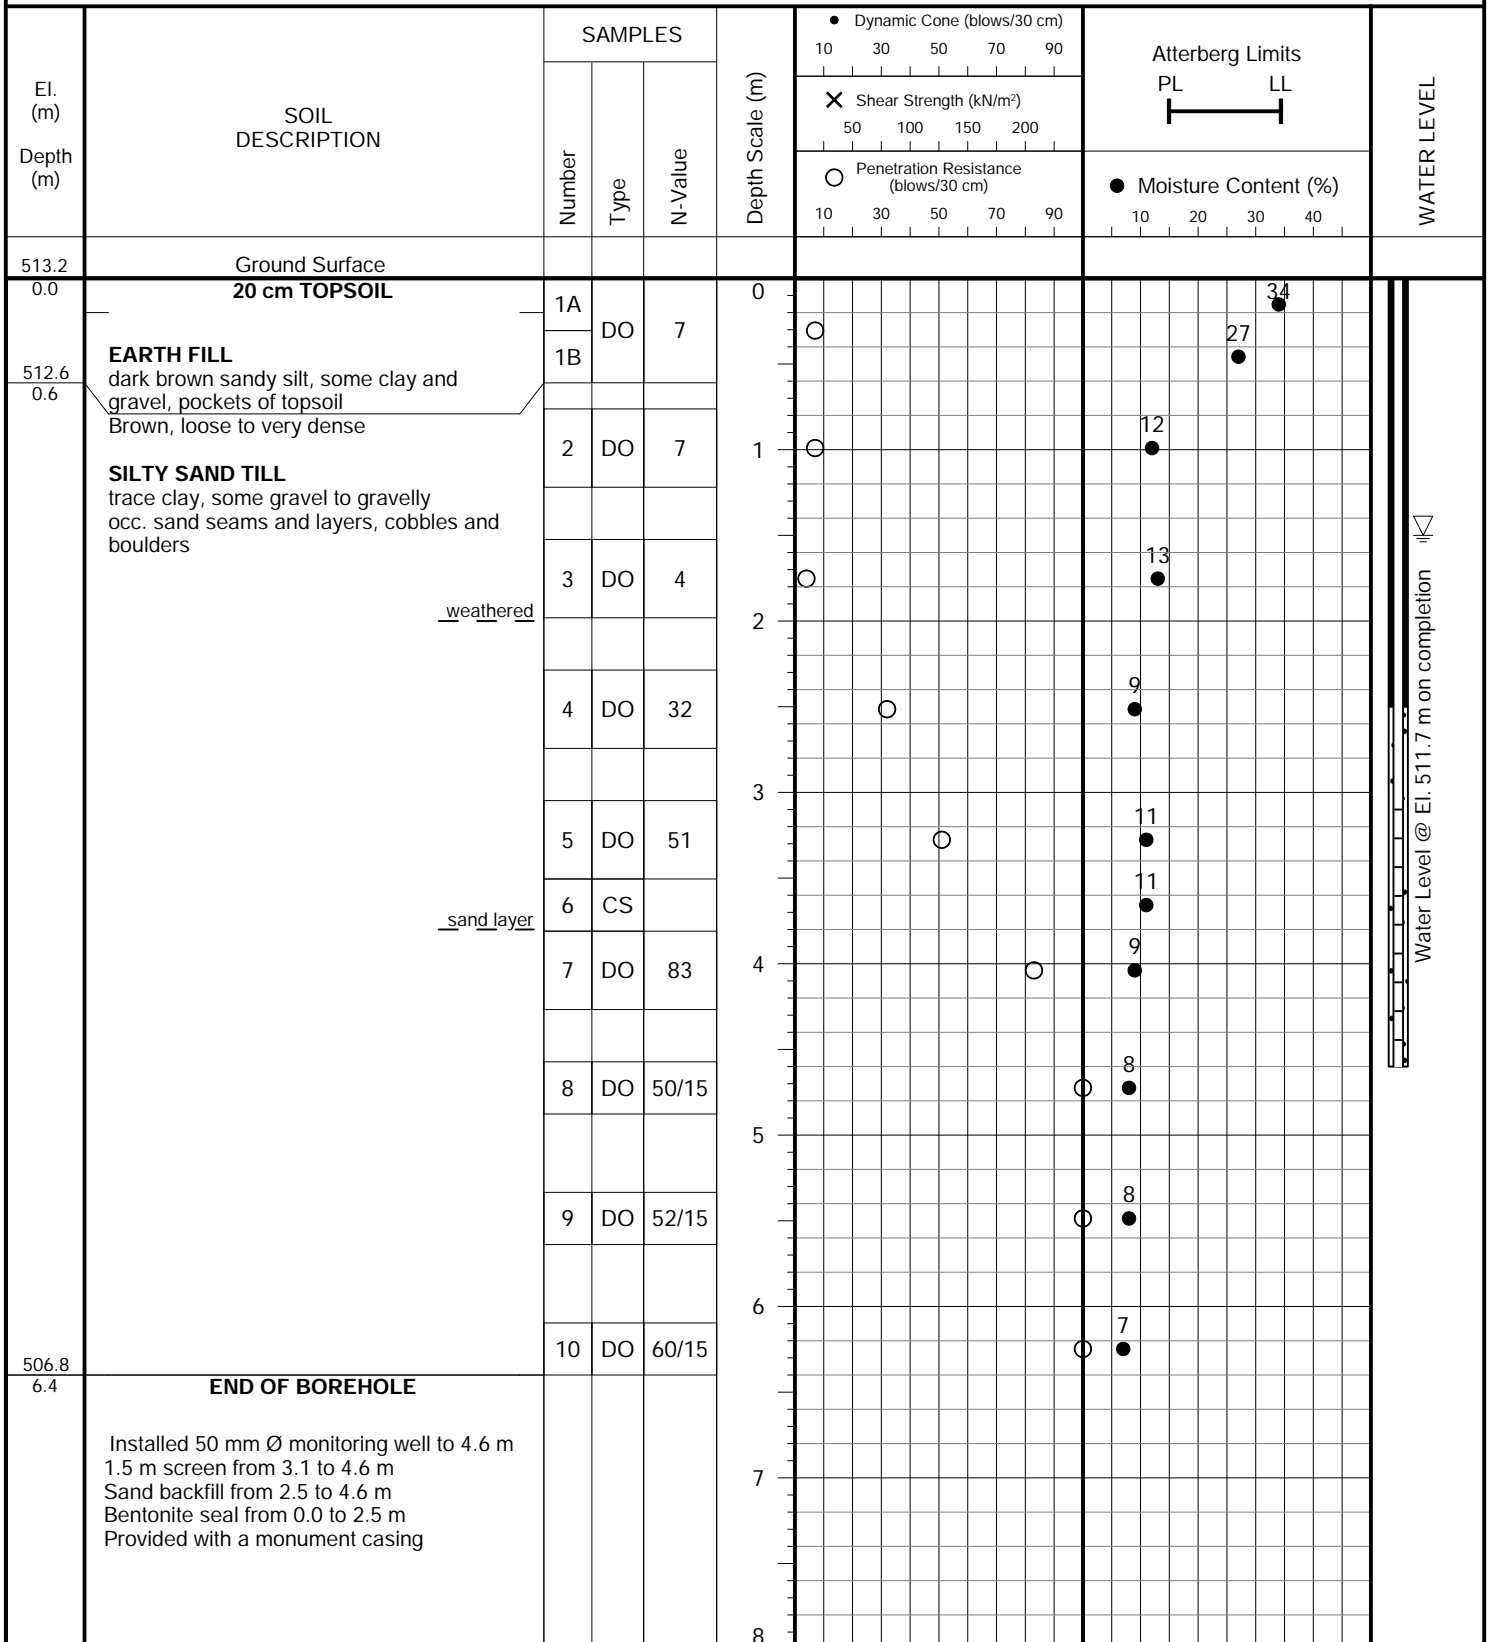 El.
(m)
Depth
(m)
SOIL
DESCRIPTION
SAMPLES
Number
Type
N-Value
Depth Scale (m)
Dynamic Cone (blows/30 cm)
10 30 50 70 90
Shear Strength (kN/m²)
50 100 150 200
Penetration Resistance
(blows/30 cm)
10 30 50 70 90
Atterberg Limits
PL LL
Moisture Content (%)
10 20 30 40
WATER LEVEL
513.2 Ground Surface
0.0 20 cm TOPSOIL 0
34
1A
DO 7
27
1B
EARTH FILL
512.6 dark brown sandy silt, some clay and
0.6 gravel, pockets of topsoil
Brown, loose to very dense
12
2 DO 7 1
SILTY SAND TILL
trace clay, some gravel to gravelly
occ. sand seams and layers, cobbles and
boulders
13
3 DO 4
weathered
2
9
4 DO 32
3
11
5 DO 51
11
6 CS
sand layer
9
7 DO 83 4
8
8 DO 50/15
5
8
9 DO 52/15
6
7
10 DO 60/15
Water Level @ El. 511.7 m on completion
506.8
6.4 END OF BOREHOLE
Installed 50 mm Ø monitoring well to 4.6 m
1.5 m screen from 3.1 to 4.6 m
7
Sand backfill from 2.5 to 4.6 m
Bentonite seal from 0.0 to 2.5 m
Provided with a monument casing
8